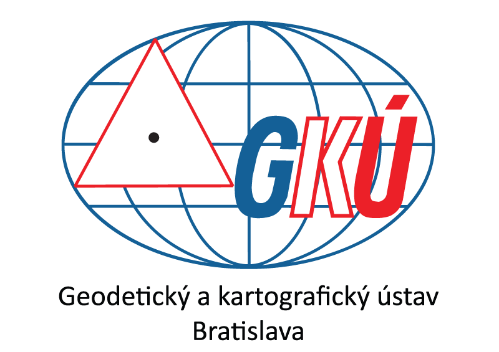 GKÚ
Geodetický a kartografický ústav
Bratislava